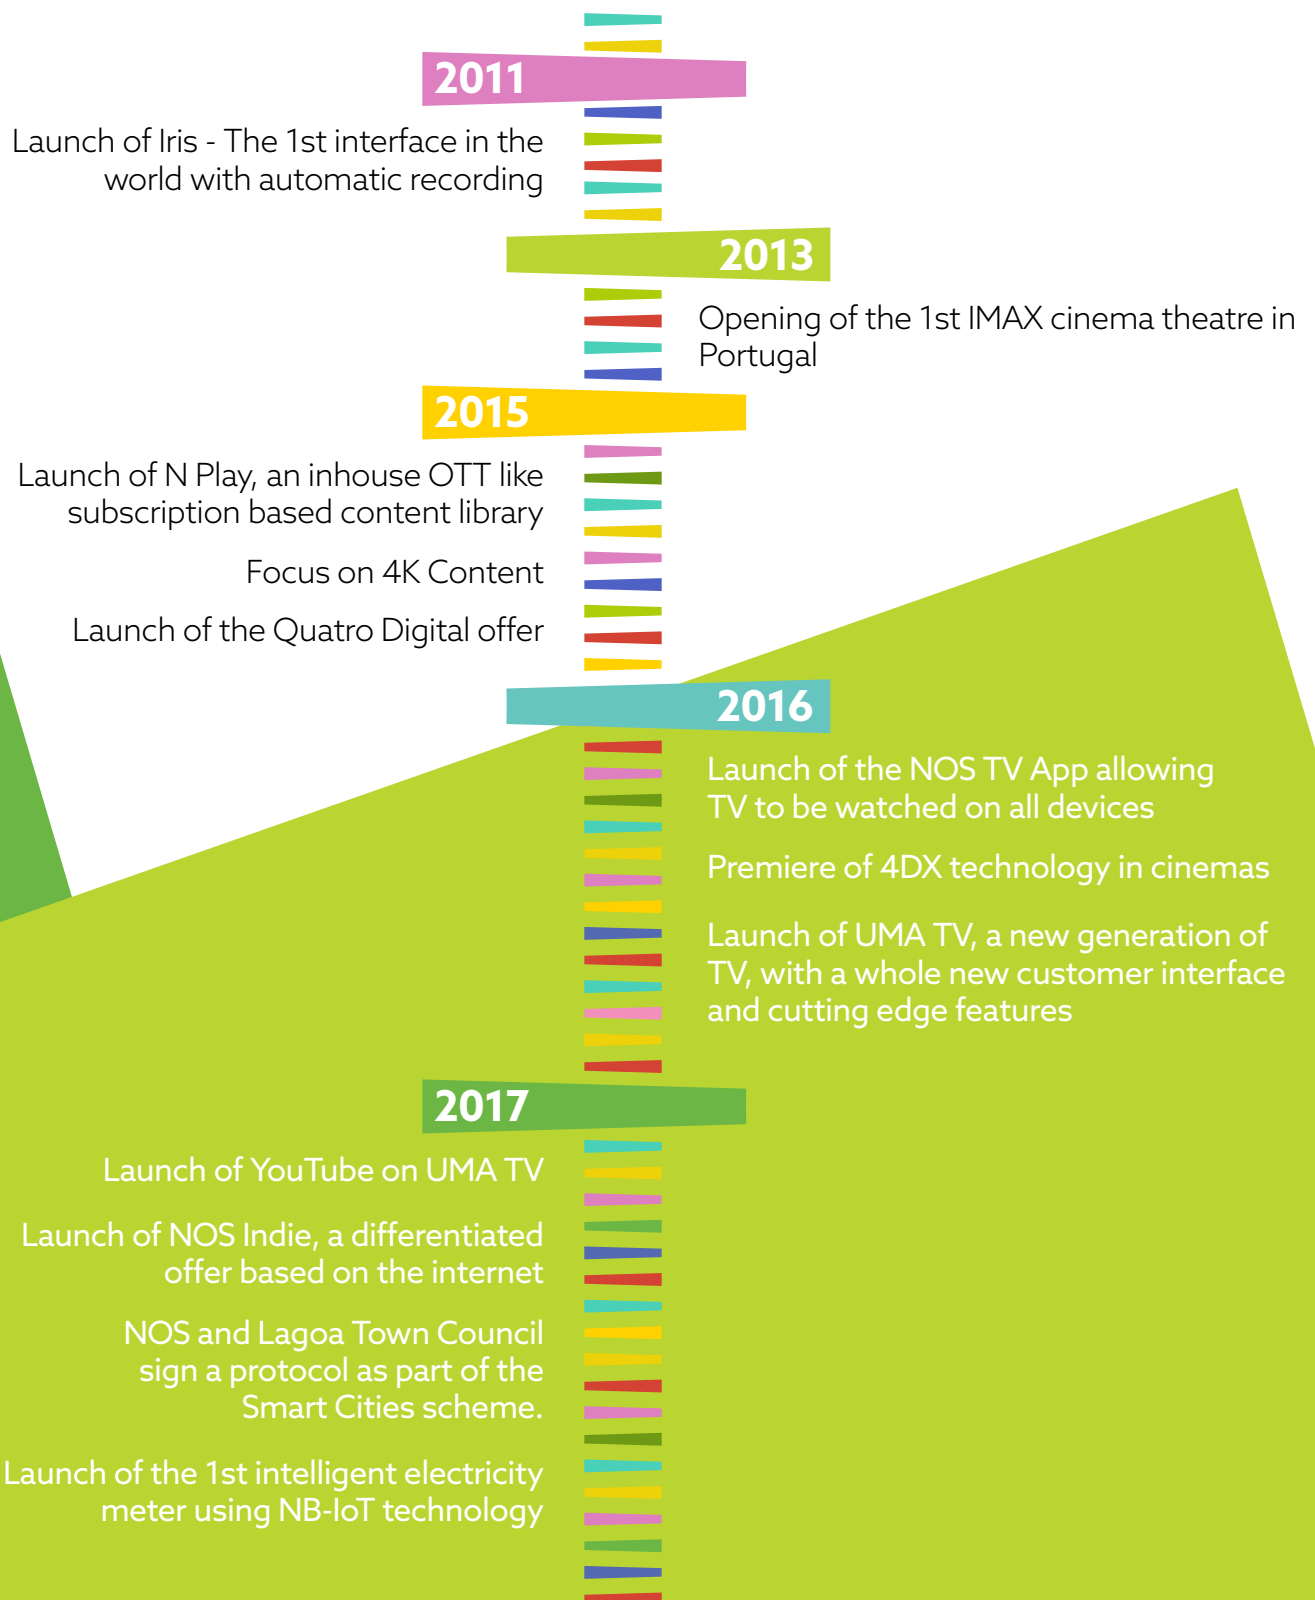 2011
Launch of Iris - The 1st interface in the
world with automatic recording
2013
Opening of the 1st IMAX cinema theatre in
Portugal
2015
Launch of N Play, an inhouse OTT like
subscription based content library
Focus on 4K Content
Launch of the Quatro Digital offer
2016
Launch of the NOS TV App allowing
TV to be watched on all devices
Premiere of 4DX technology in cinemas
Launch of UMA TV, a new generation of
TV, with a whole new customer interface
and cutting edge features
2017
Launch of YouTube on UMA TV
Launch of NOS Indie, a differentiated
offer based on the internet
NOS and Lagoa Town Council
sign a protocol as part of the
Smart Cities scheme.
Launch of the 1st intelligent electricity
meter using NB-IoT technology